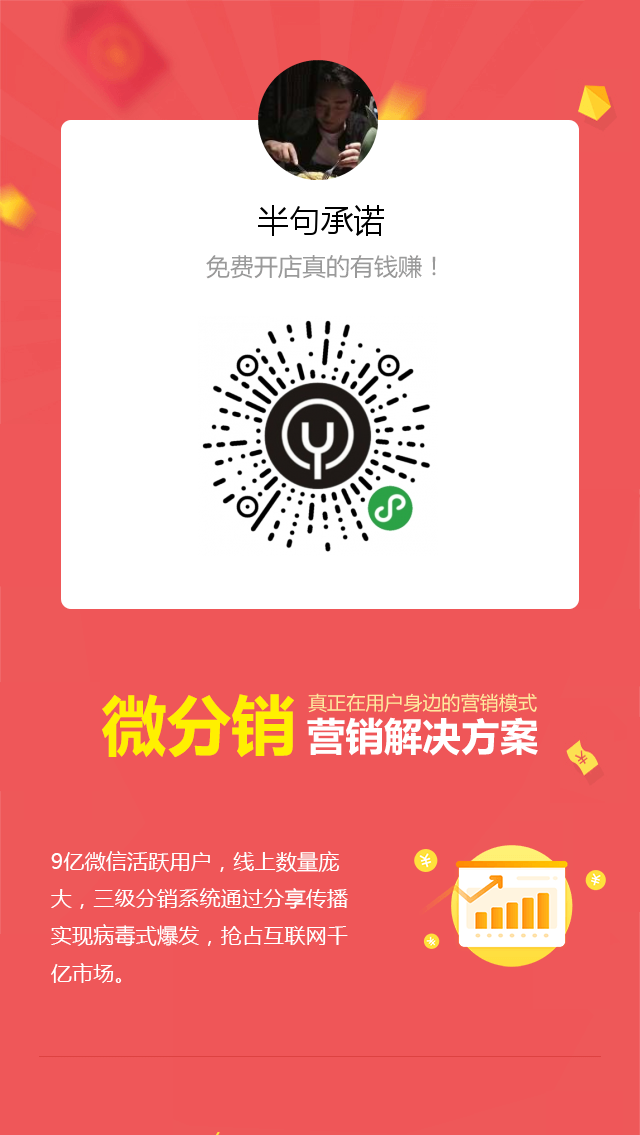 半句承诺
免费开店真的有钱赚！
微分销
真正在用户身边的营销模式
营销解决方案
9亿微信活跃用户，线上数量庞
大，三级分销系统通过分享传播
实现病毒式爆发，抢占互联网千
亿市场。